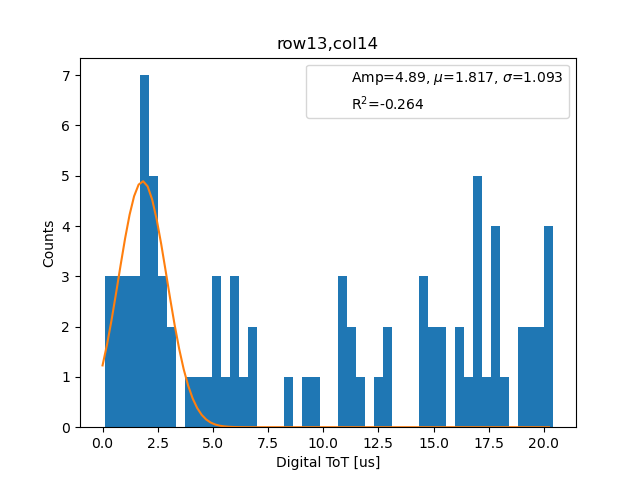 row13,col14
Amp=4.89, μ=1.817, σ=1.093
R²=-0.264
7
6
5
4
3
2
1
0
Counts
0.0 2.5 5.0 7.5 10.0 12.5 15.0 17.5 20.0
Digital ToT [us]